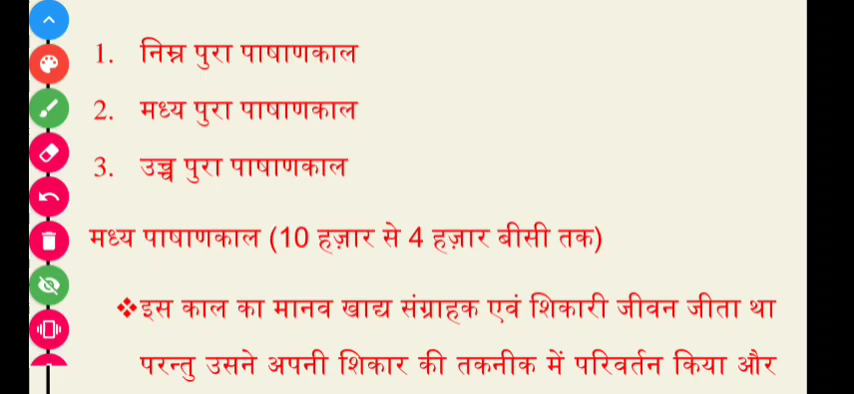 1. निम्न पुरा पाषाणकाल
2. मध्य पुरा पाषाणकाल
3. उच्च पुरा पाषाणकाल
मध्य पाषाणकाल (10 हज़ार से 4 हज़ार बीसी तक)
❖इस काल का मानव खाद्य संग्राहक एवं शिकारी जीवन जीता था
परन्तु उसने अपनी शिकार की तकनीक में परिवर्तन किया और